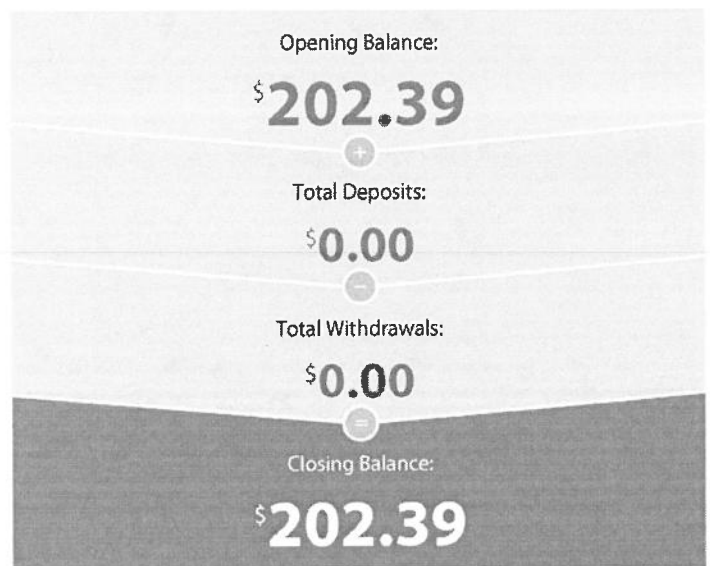 Opening Balance:
$202.39
+
Total Deposits:
$0.00
−
Total Withdrawals:
$0.00
=
Closing Balance:
$202.39